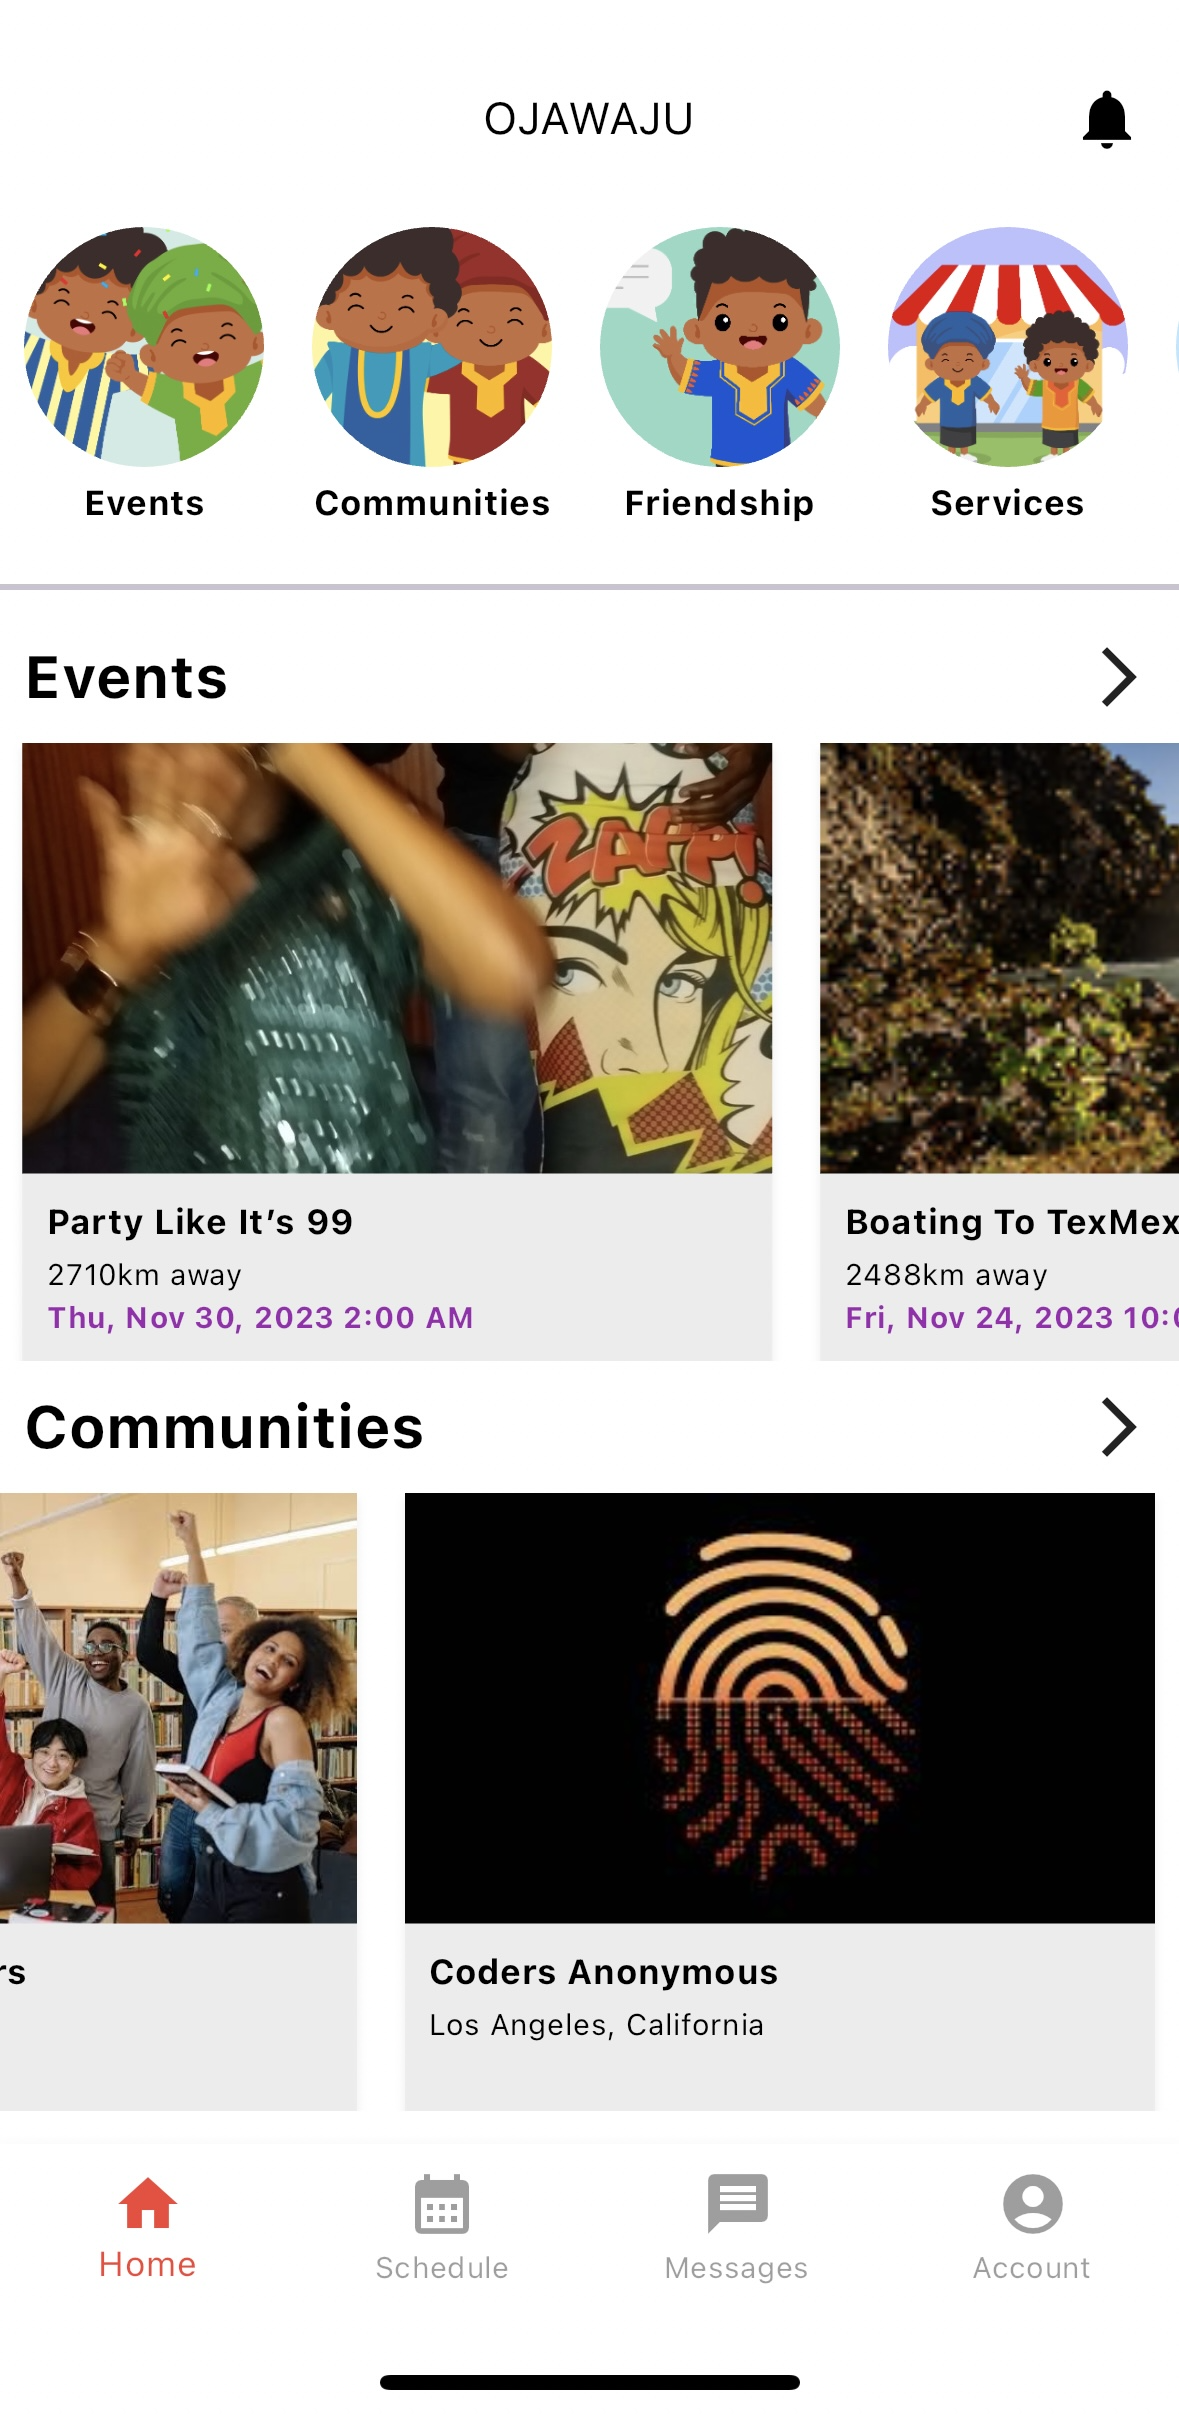 OJAWAJU
Events
Communities
Friendship
Services
Events
ZAPP!
Party Like It’s 99
2710km away
Thu, Nov 30, 2023 2:00 AM
Boating To TexMex
2488km away
Fri, Nov 24, 2023 10:0
Communities
rs
Coders Anonymous
Los Angeles, California
Home
Schedule
Messages
Account